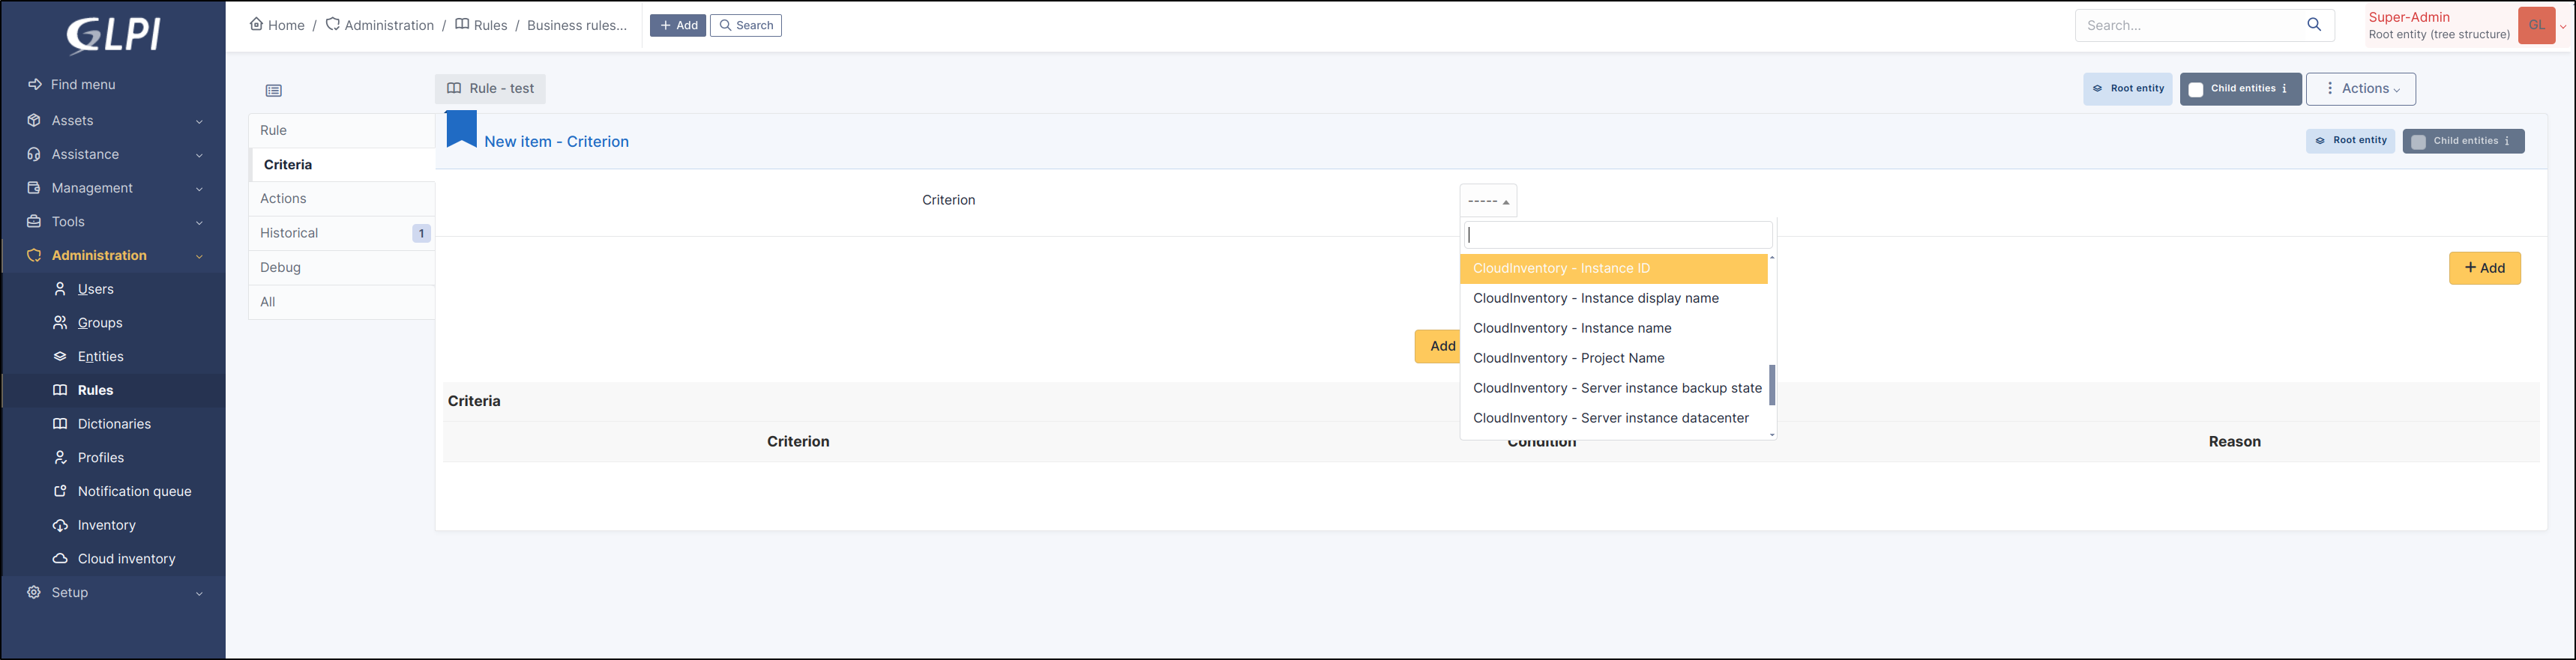 GLPI
Home / Administration / Rules / Business rules...
+ Add
Search
Search...
Super-Admin
Root entity (tree structure)
GL
Find menu
Assets
Assistance
Management
Tools
Administration
Users
Groups
Entities
Rules
Dictionaries
Profiles
Notification queue
Inventory
Cloud inventory
Setup
Rule - test
Root entity
Child entities i
Actions
Rule
Criteria
Actions
Historical 1
Debug
All
New item - Criterion
Root entity
Child entities i
Criterion
-----
CloudInventory - Instance ID
CloudInventory - Instance display name
CloudInventory - Instance name
CloudInventory - Project Name
CloudInventory - Server instance backup state
CloudInventory - Server instance datacenter
+ Add
Add
Criteria
Criterion
Condition
Reason